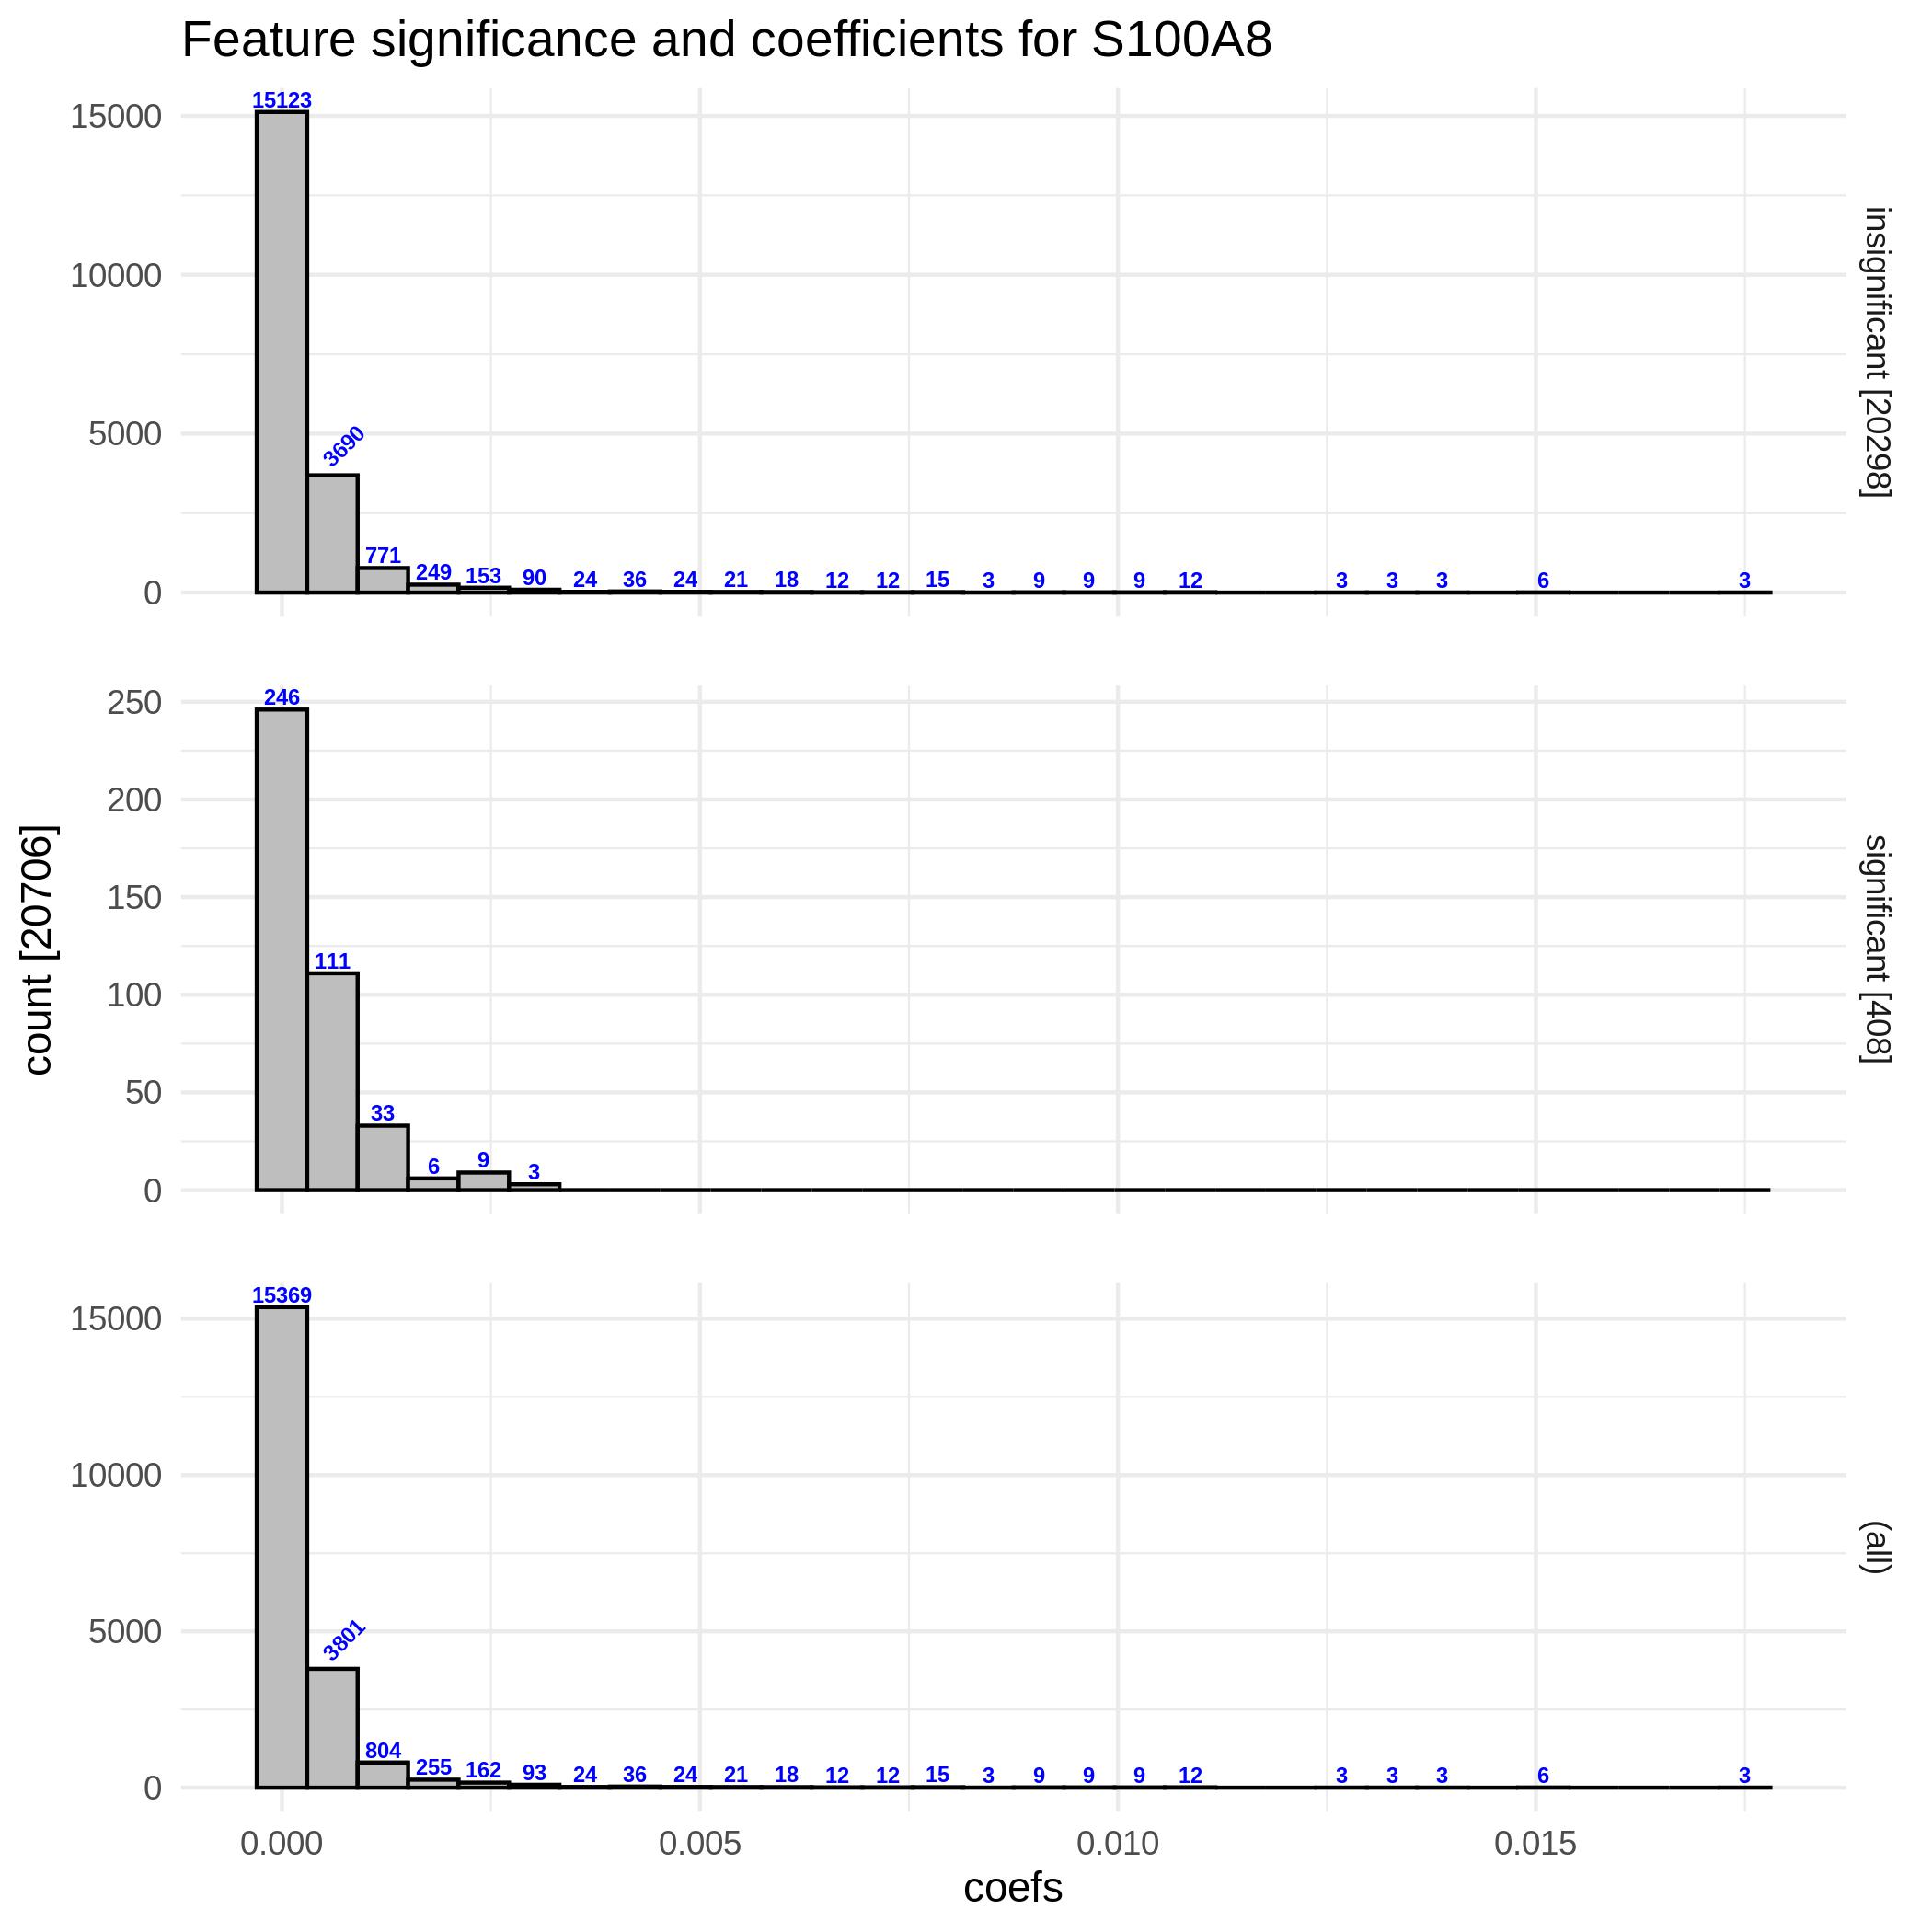 Feature significance and coefficients for S100A8
15123
15000
10000
5000
0
3690
771 249 153 90 24 36 24 21 18 12 12 15 3 9 9 9 12 3 3 3 6 3
insignificant [20298]
count [20706]
250
200
150
100
50
0
246
111
33
6
9
3
significant [408]
15369
15000
10000
5000
0
3801
804 255 162 93 24 36 24 21 18 12 12 15 3 9 9 9 12 3 3 3 6 3
(all)
0.000 0.005 0.010 0.015
coefs